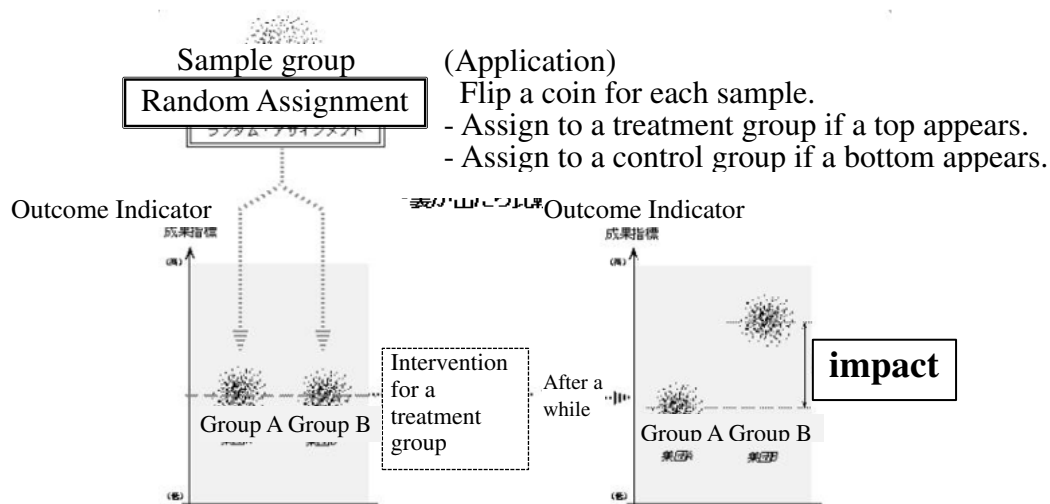 Sample group
Random Assignment
ランダム・アサインメント
(Application)
Flip a coin for each sample.
- Assign to a treatment group if a top appears.
- Assign to a control group if a bottom appears.
Outcome Indicator
成果指標
(高)
Group A Group B
(低)
Intervention
for a
treatment
group
After a
while
Outcome Indicator
成果指標
(高)
impact
Group A Group B
集団A 集団B
(低)